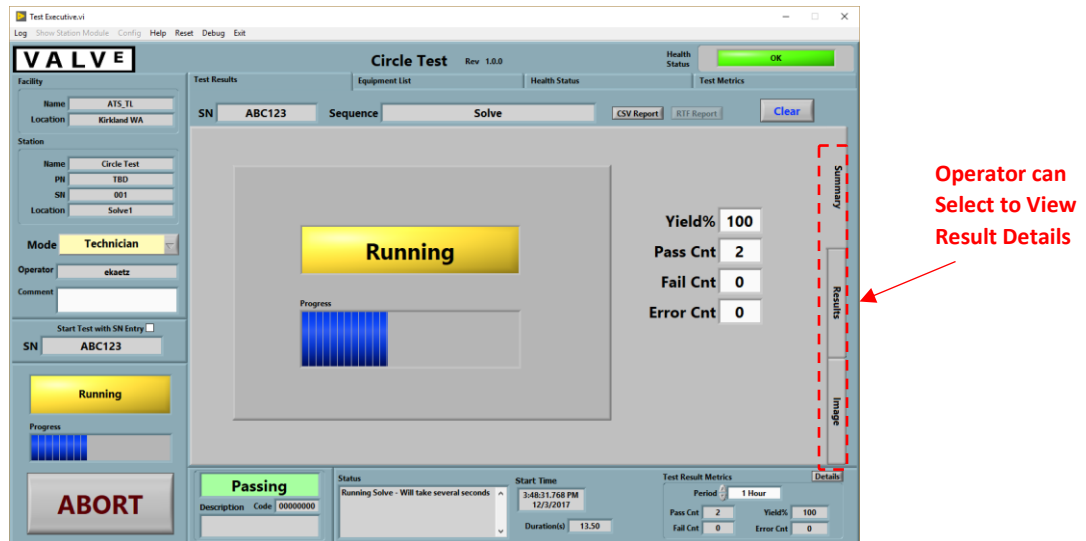 Test Executive.vi
Log Show Station Module Config Help Reset Debug Exit
VALVE
Circle Test Rev 1.0.0
Health Status OK
Facility
Name ATS_TL
Location Kirkland WA
Station
Name Circle Test
PN TBD
SN 001
Location Solve1
Mode Technician
Operator ekaetz
Comment
Start Test with SN Entry
SN ABC123
Running
Progress
ABORT
Test Results Equipment List Health Status Test Metrics
SN ABC123 Sequence Solve CSV Report RTF Report Clear
Running
Progress
Yield% 100
Pass Cnt 2
Fail Cnt 0
Error Cnt 0
Summary
Results
Image
Passing
Description Code 00000000
Status
Running Solve - Will take several seconds
Start Time
3:48:31.768 PM
12/3/2017
Duration(s) 13.50
Test Result Metrics Details
Period 1 Hour
Pass Cnt 2 Yield% 100
Fail Cnt 0 Error Cnt 0
Operator can
Select to View
Result Details